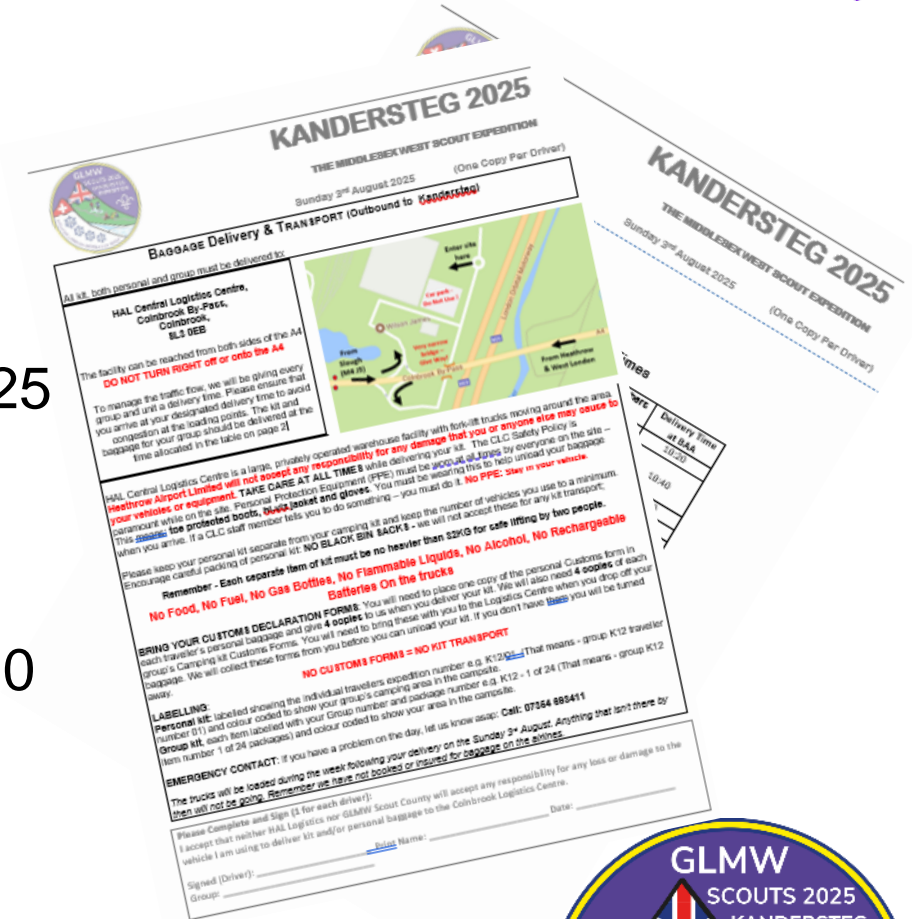 25
0
KANDERSTEG 2025
THE MIDDLESEX WEST SCOUT EXPEDITION
Sunday 3rd August 2025 (One Copy Per Driver)
BAGGAGE Delivery & TRANSPORT (Outbound to Kandersteg)
All kit, both personal and group must be delivered to:
HAL Central Logistics Centre,
Colnbrook By-Pass,
Colnbrook,
SL3 0EB
The facility can be reached from both sides of the A4
DO NOT TURN RIGHT off or onto the A4
To manage the traffic flow, we will be giving every
group and unit a delivery time. Please ensure that
you arrive at your designated delivery time to avoid
congestion at the loading points. The kit and
baggage for your group should be delivered at the
time allocated in the table on page 2
Enter site
here
Car park -
Do Not Use !
Wilson James
London Orbital Motorway
Very narrow
bridge –
One Way!
From
Slough
(M4 J5)
Colnbrook By Pass
A4
From Heathrow
& West London
HAL Central Logistics Centre is a large, privately operated warehouse facility with fork-lift trucks moving around the area.
Heathrow Airport Limited will not accept any responsibility for any damage that you or anyone else may cause to
your vehicles or equipment. TAKE CARE AT ALL TIMES while delivering your kit. The CLC Safety Policy is
paramount while on the site. Personal Protection Equipment (PPE) must be worn at all times by everyone on the site –
This means: toe protected boots, jacket and gloves. You must be wearing this to help unload your baggage
when you arrive. If a CLC staff member tells you to do something – you must do it. No PPE: Stay in your vehicle.
Please keep your personal kit separate from your camping kit and keep the number of vehicles you use to a minimum.
Encourage careful packing of personal kit: NO BLACK BIN SACKS - we will not accept these for any kit transport;
Remember - Each separate item of kit must be no heavier than 32KG for safe lifting by two people.
No Food, No Fuel, No Gas Bottles, No Flammable Liquids, No Alcohol, No Rechargeable
Batteries On the trucks
BRING YOUR CUSTOMS DECLARATION FORMS: You will need to place one copy of the personal Customs form in
each traveller's personal baggage and give 4 copies to us when you deliver your kit. We will also need 4 copies of each
group's Camping kit Customs Forms. You will need to bring these with you to the Logistics Centre when you drop off your
baggage. We will collect these forms from you before you can unload your kit. If you don't have them you will be turned
away.
NO CUSTOMS FORMS = NO KIT TRANSPORT
LABELLING:
Personal kit: labelled showing the individual travellers expedition number e.g. K12/01 (That means - group K12 traveller
number 01) and colour coded to show your group's camping area in the campsite.
Group kit, each item labelled with your Group number and package number e.g. K12 - 1 of 24 (That means - group K12
item number 1 of 24 packages) and colour coded to show your area in the campsite.
EMERGENCY CONTACT: If you have a problem on the day, let us know asap: Call:
The trucks will be loaded during the week following your delivery on the Sunday 3rd August. Anything that isn't there by
then will not be going. Remember we have not booked or insured for baggage on the airlines.
Please Complete and Sign (1 for each driver):
I accept that neither HAL Logistics nor GLMW Scout County will accept any responsibility for any loss or damage to the
vehicle I am using to deliver kit and/or personal baggage to the Colnbrook Logistics Centre.
Signed (Driver): Print Name: Date:
Group:
KANDERSTEG 2025
THE MIDDLESEX WEST SCOUT EXPEDITION
Sunday 3rd August 2025 (One Copy Per Driver)
Delivery Time
at BAA
10:20
10:40
GLMW
SCOUTS 2025
KANDERSTEG